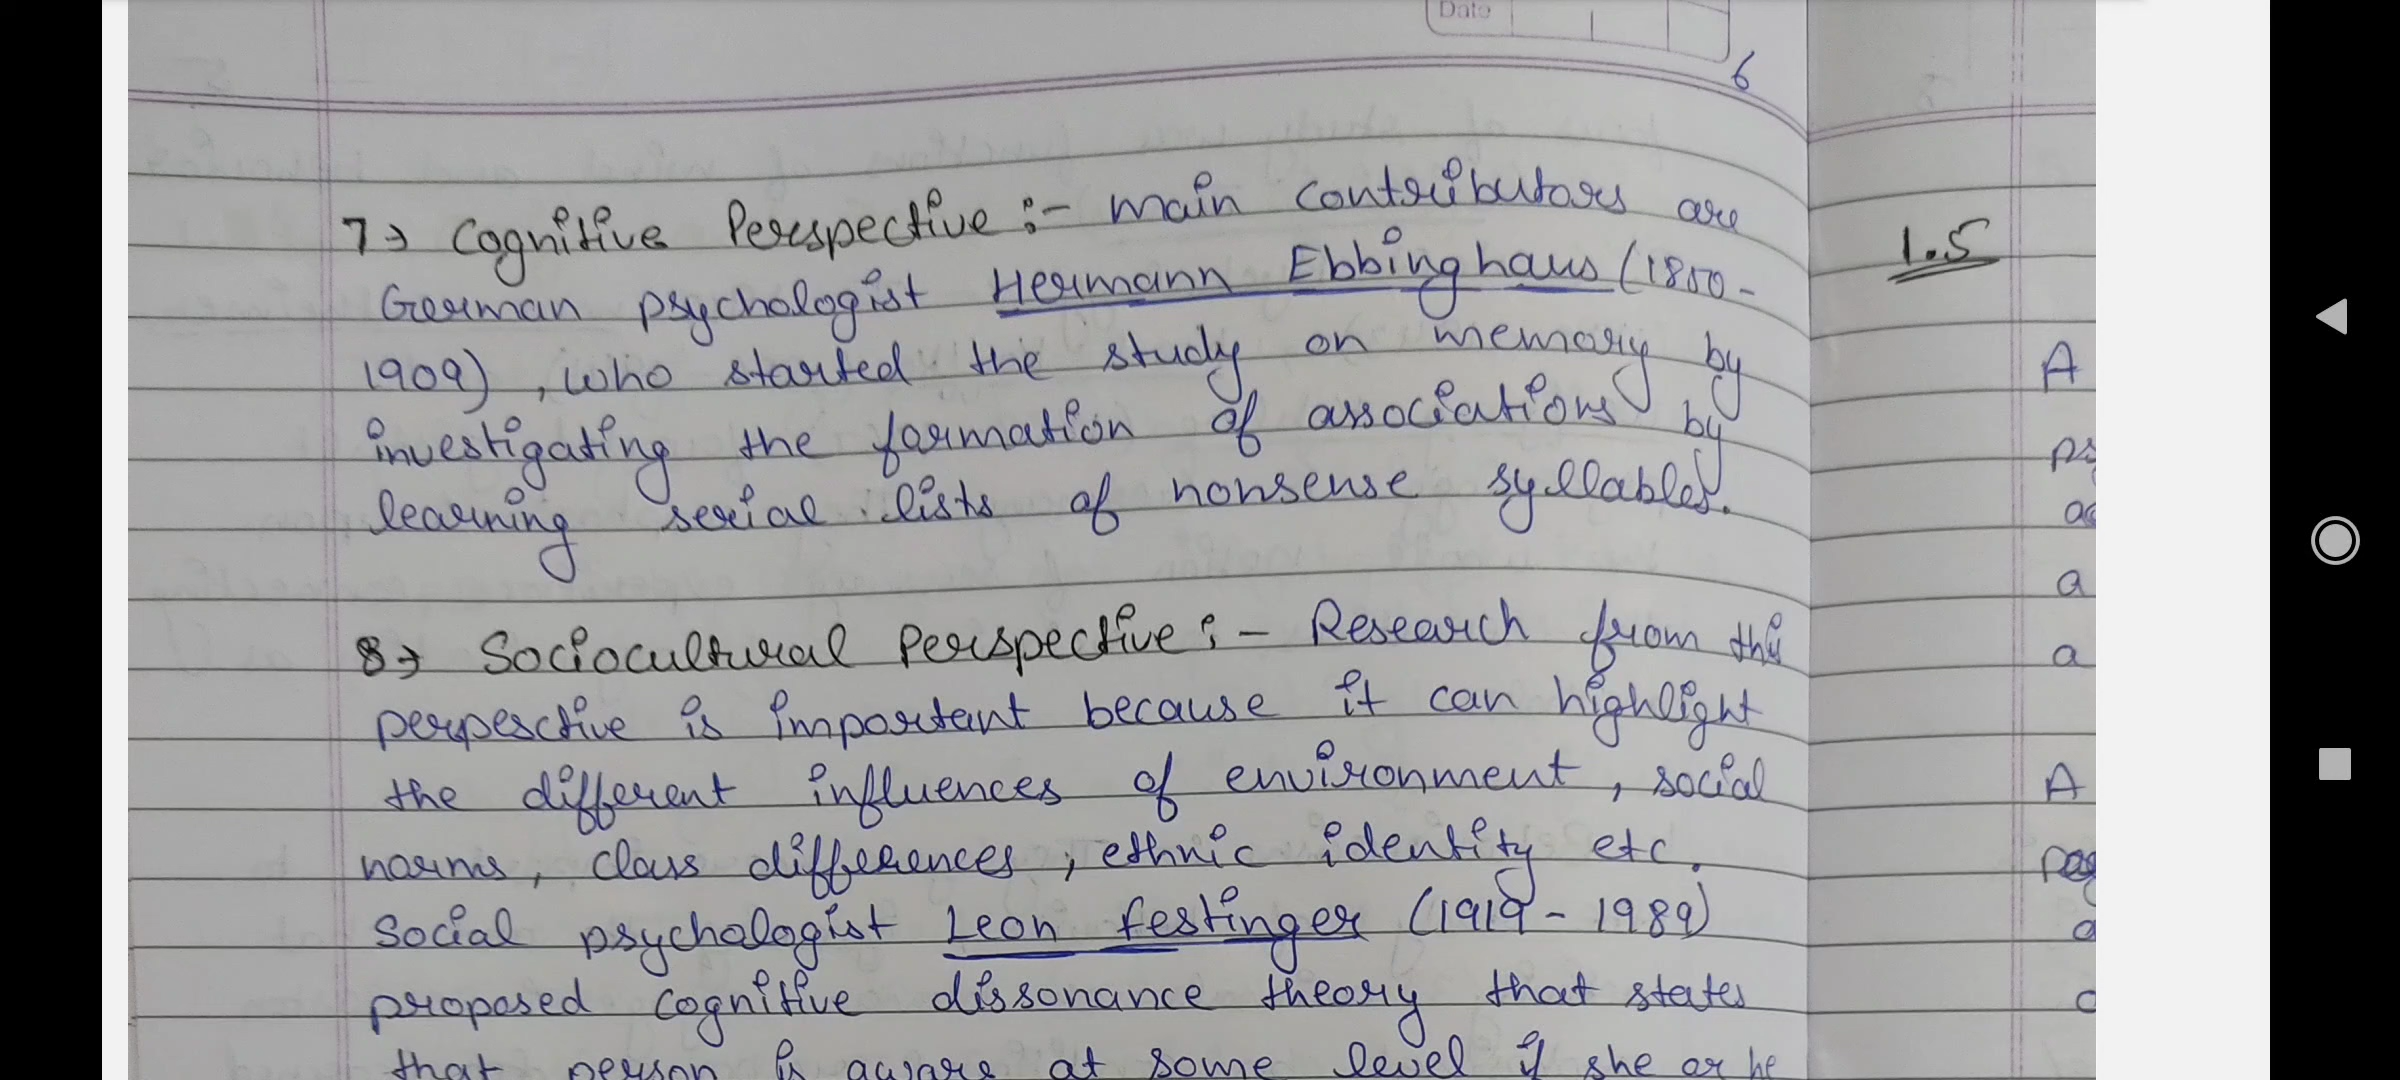 Date
6
7→ Cognitive Perspective :- main contributors are
German psychologist Hermann Ebbinghaus (1850 -
1909), who started the study on memory by
investigating the formation of associations by
learning serial lists of nonsense syllables.
8→ Sociocultural Perspective :- Research from this
perpesctive is important because it can highlight
the different influences of environment, social
norms, class differences, ethnic identity etc.
Social psychologist Leon festinger (1919 - 1989)
proposed cognitive dissonance theory that states
that person is aware at some level if she or he
1.5
A
a
a
A